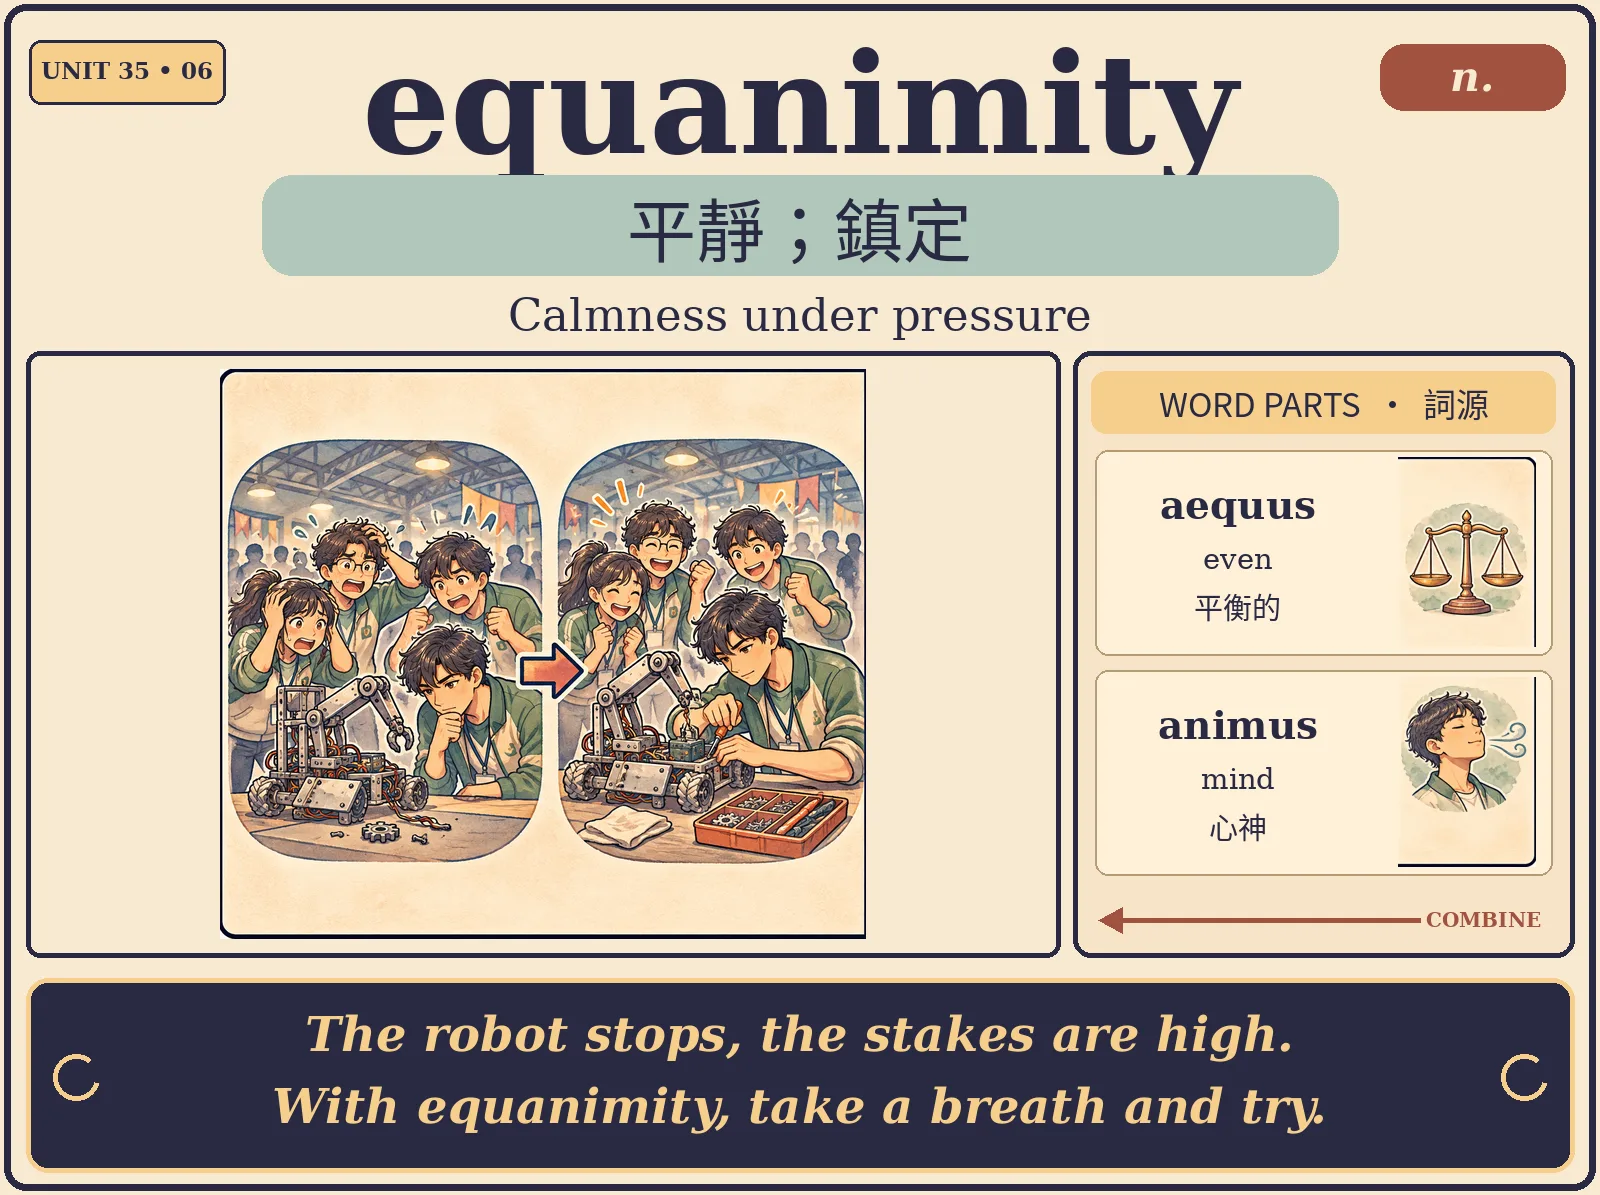 UNIT 35 • 06
equanimity
n.
平靜；鎮定
Calmness under pressure
WORD PARTS • 詞源
aequus
even
平衡的
animus
mind
心神
COMBINE
The robot stops, the stakes are high.
With equanimity, take a breath and try.